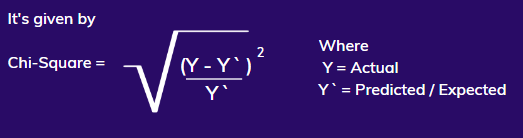 It's given by
Chi-Square = √((Y - Y`)² / Y`)
Where
Y = Actual
Y` = Predicted / Expected